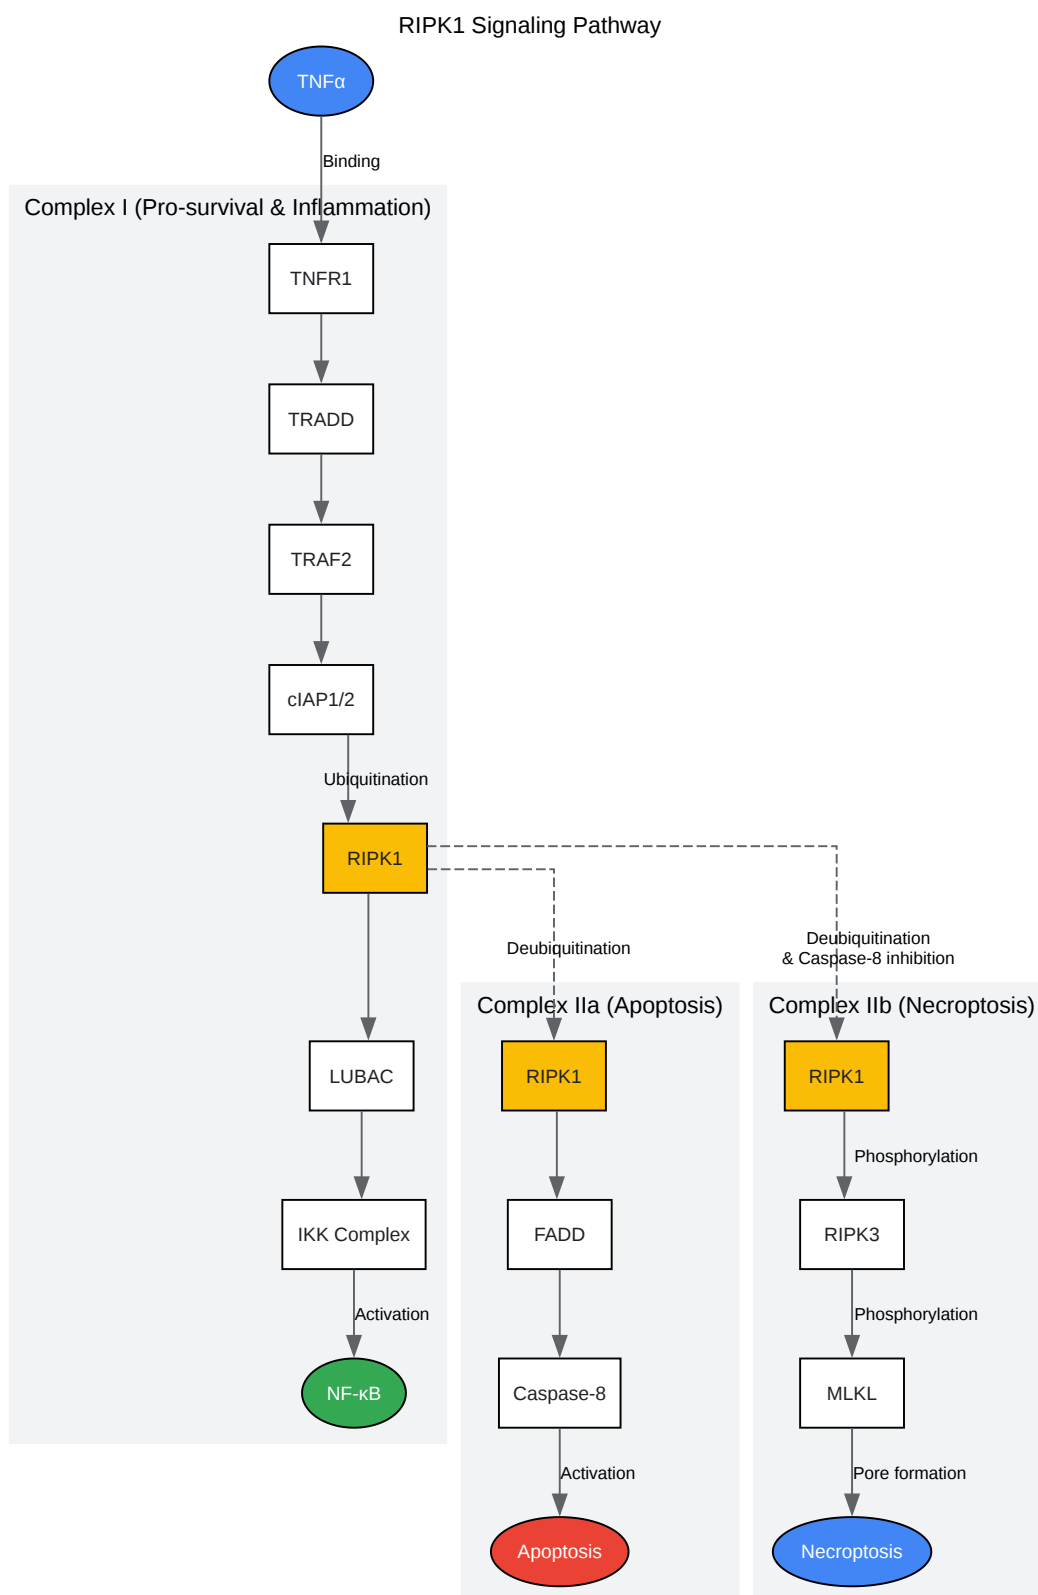 RIPK1 Signaling Pathway
TNFα
Binding
Complex I (Pro-survival & Inflammation)
TNFR1
TRADD
TRAF2
cIAP1/2
Ubiquitination
RIPK1
Deubiquitination
Deubiquitination
& Caspase-8 inhibition
Complex IIa (Apoptosis)
Complex IIb (Necroptosis)
LUBAC
RIPK1
RIPK1
Phosphorylation
IKK Complex
FADD
RIPK3
Activation
Phosphorylation
NF-κB
Caspase-8
MLKL
Activation
Pore formation
Apoptosis
Necroptosis